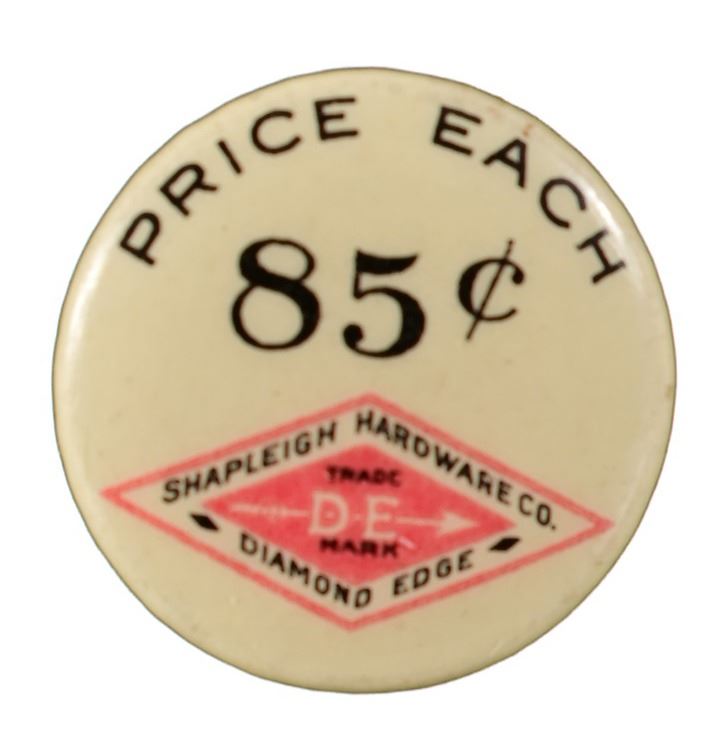 PRICE EACH
85¢
SHAPLEIGH HARDWARE CO.
TRADE
D-E
MARK
DIAMOND EDGE